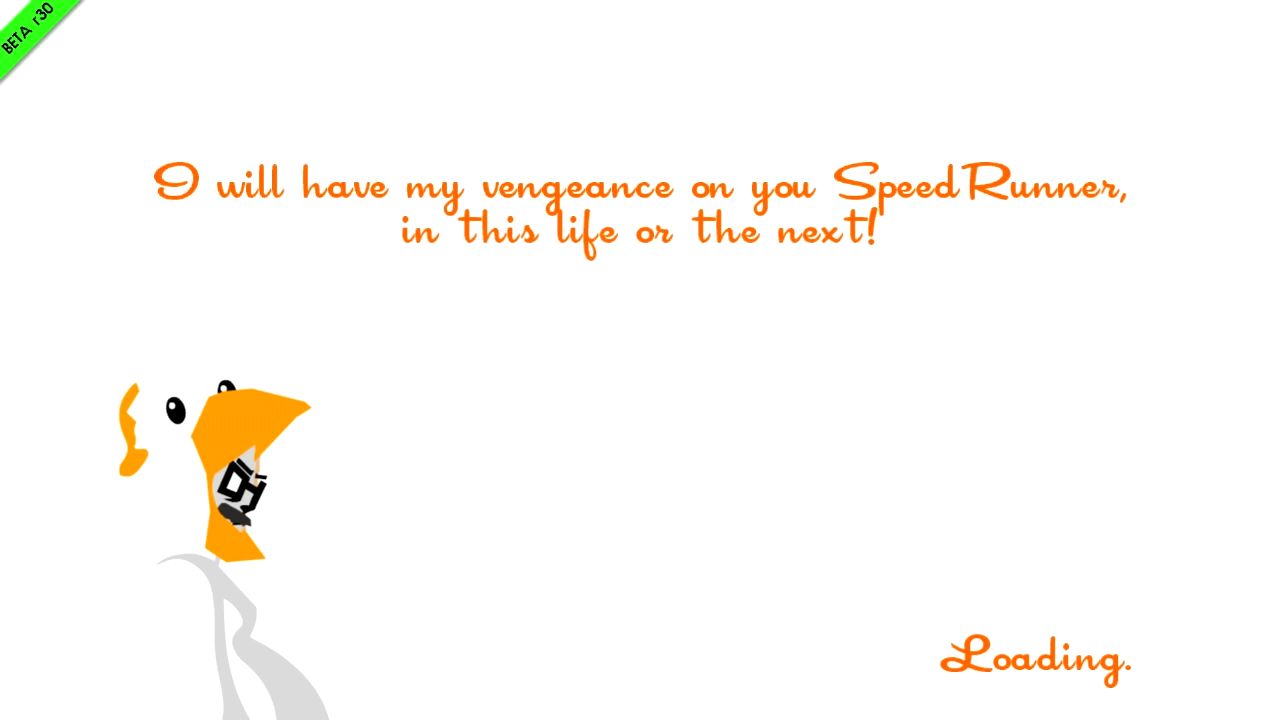 BETA r30
I will have my vengeance on you SpeedRunner,
in this life or the next!
Loading.